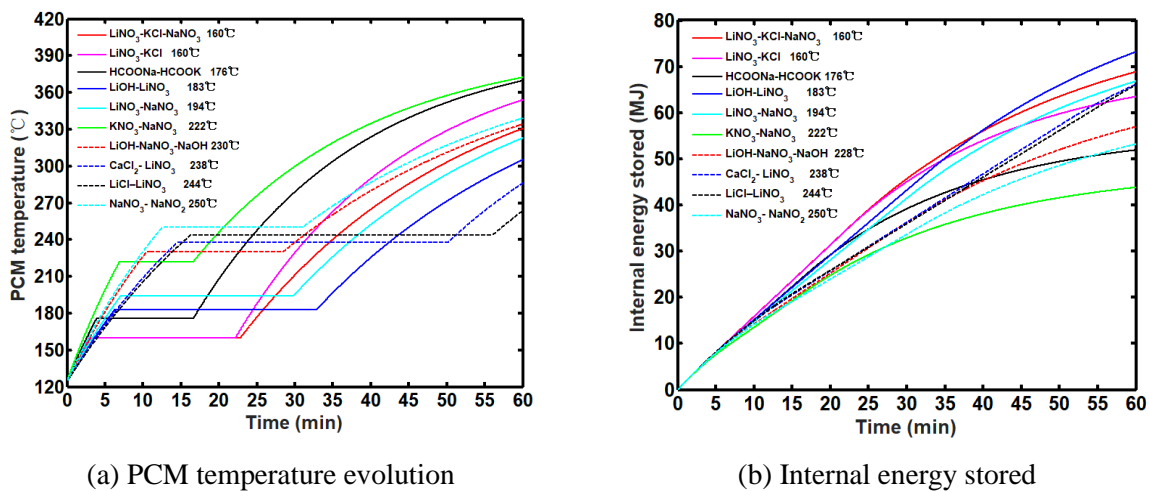 420
390
360
330
300
270
240
210
180
150
120
PCM temperature (℃)
LiNO₃-KCl-NaNO₃ 160℃
LiNO₃-KCl 160℃
HCOONa-HCOOK 176℃
LiOH-LiNO₃ 183℃
LiNO₃-NaNO₃ 194℃
KNO₃-NaNO₃ 222℃
LiOH-NaNO₃-NaOH 230℃
CaCl₂- LiNO₃ 238℃
LiCl–LiNO₃ 244℃
NaNO₃- NaNO₂ 250℃
0 5 10 15 20 25 30 35 40 45 50 55 60
Time (min)
(a) PCM temperature evolution
80
70
60
50
40
30
20
10
0
Internal energy stored (MJ)
LiNO₃-KCl-NaNO₃ 160℃
LiNO₃-KCl 160℃
HCOONa-HCOOK 176℃
LiOH-LiNO₃ 183℃
LiNO₃-NaNO₃ 194℃
KNO₃-NaNO₃ 222℃
LiOH-NaNO₃-NaOH 228℃
CaCl₂- LiNO₃ 238℃
LiCl–LiNO₃ 244℃
NaNO₃- NaNO₂ 250℃
0 5 10 15 20 25 30 35 40 45 50 55 60
Time (min)
(b) Internal energy stored